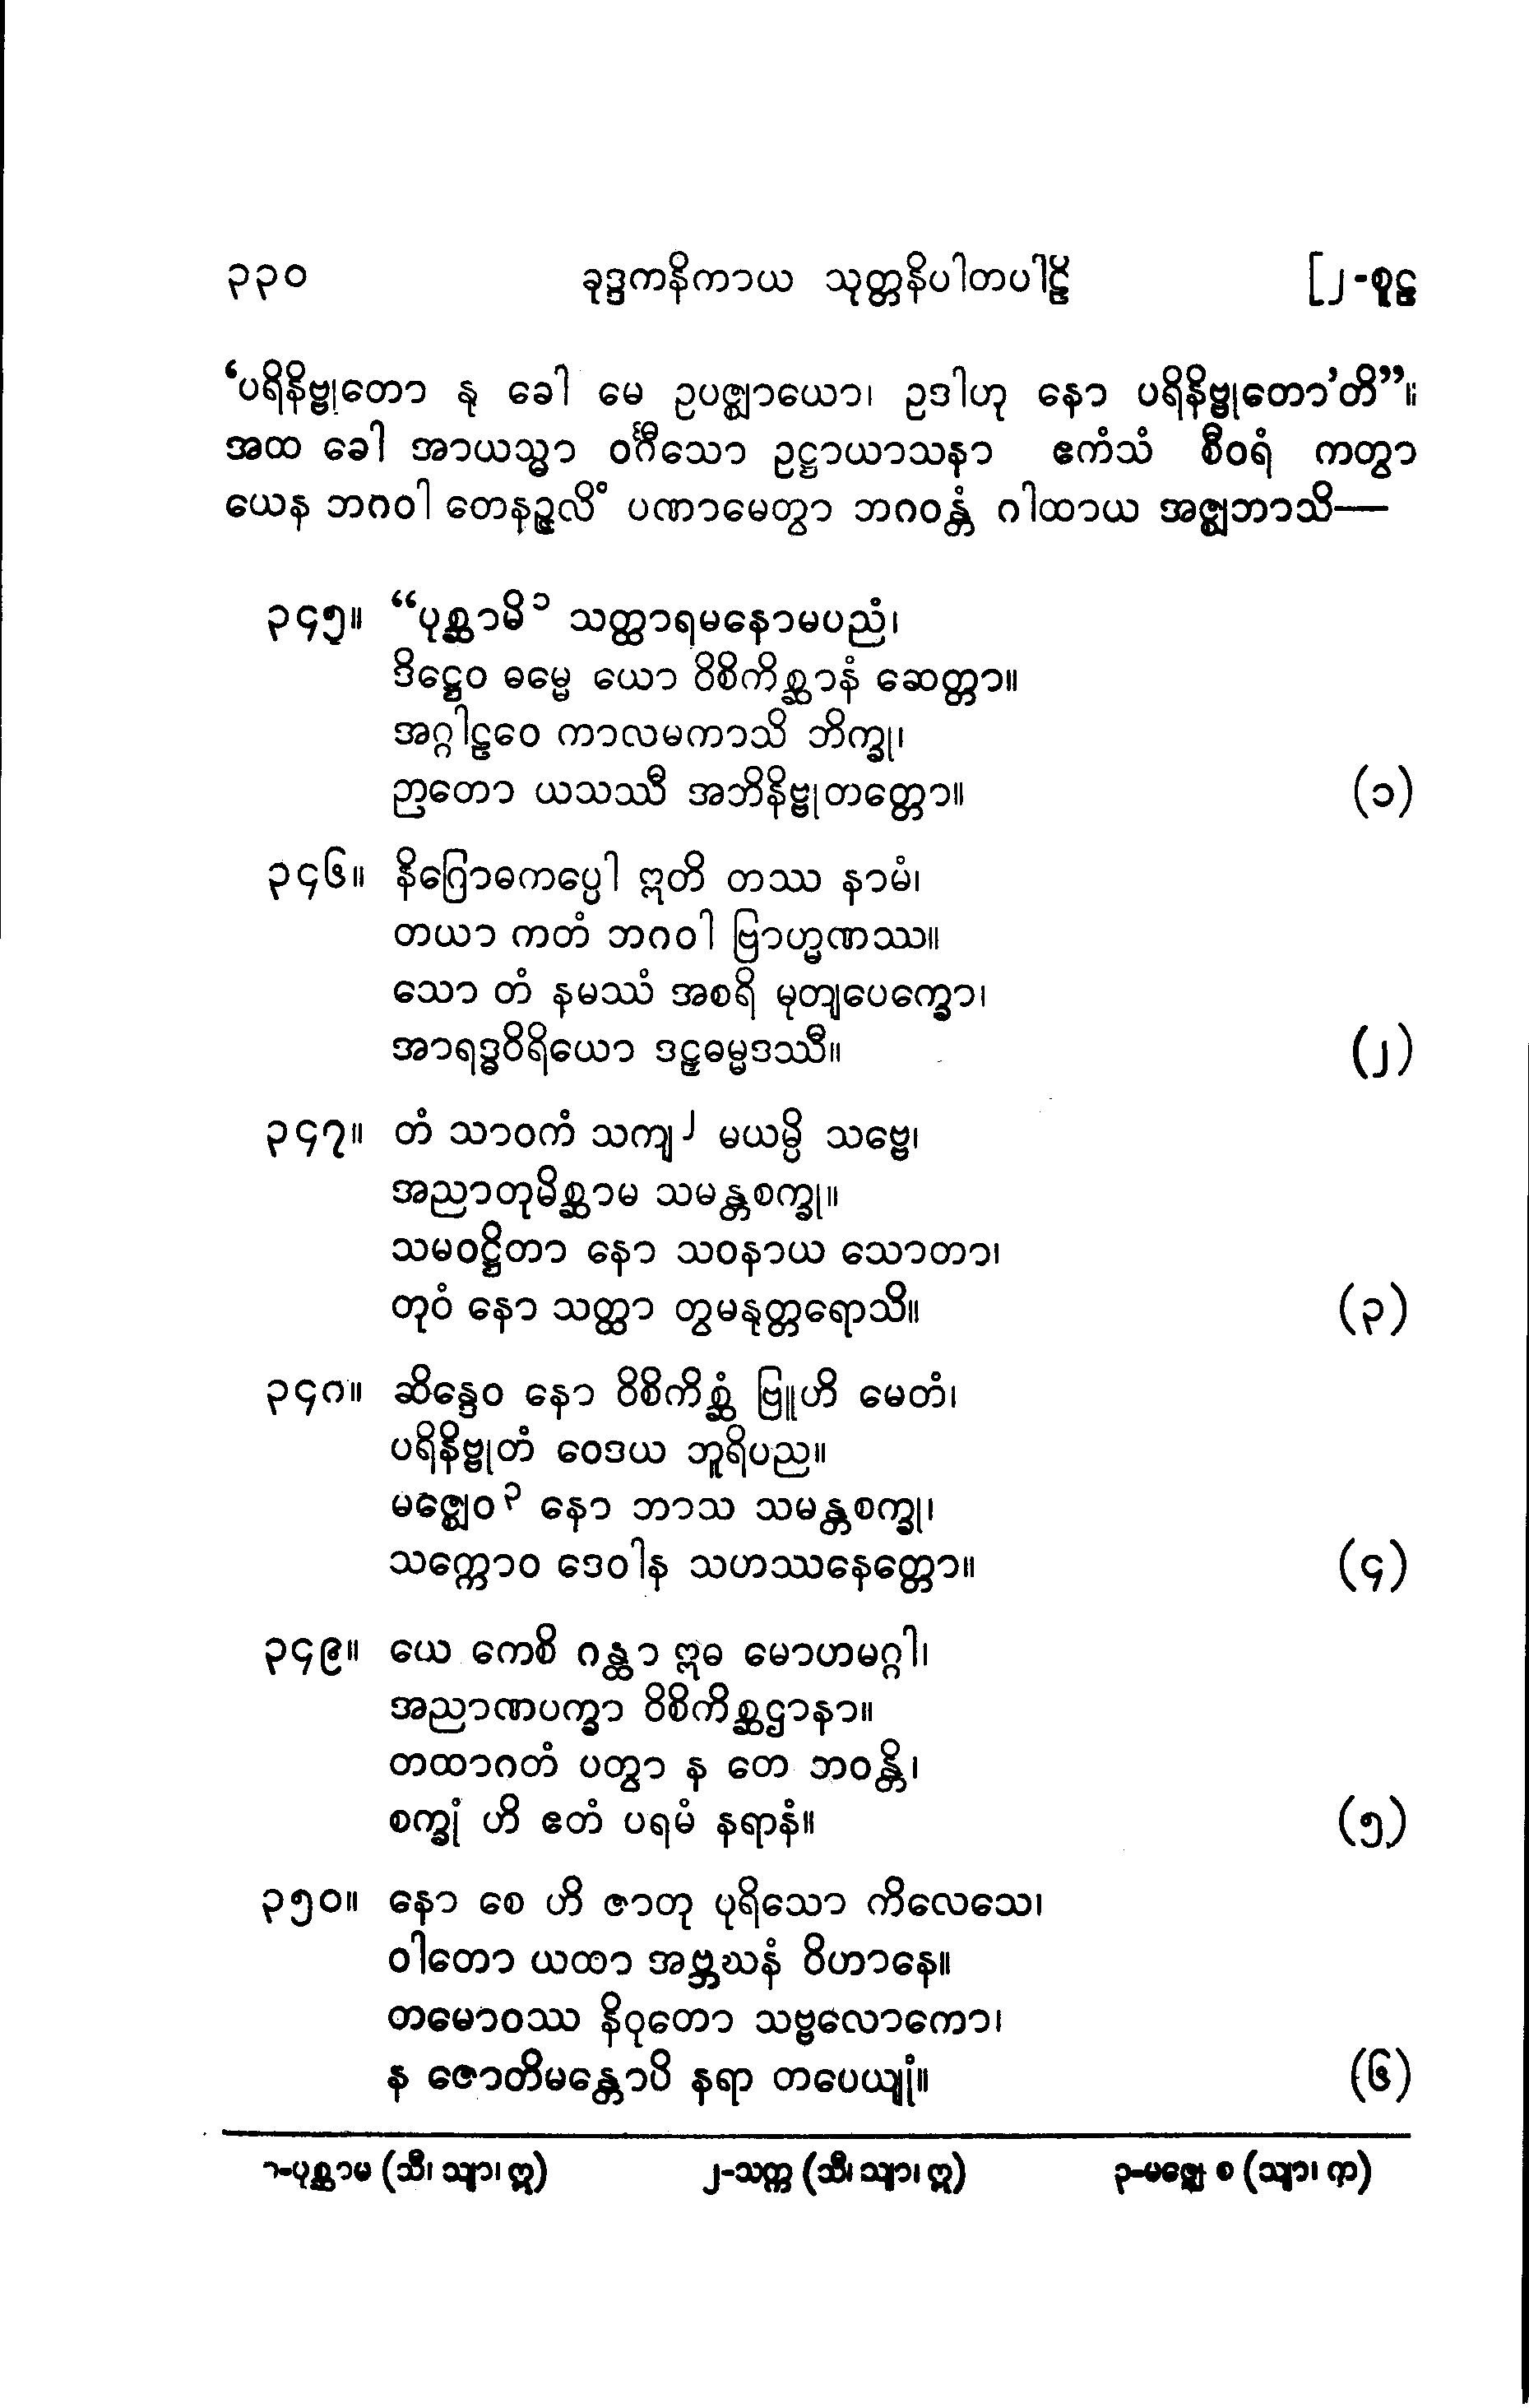 ၃၃၀ ခုဒ္ဒကနိကာယ သုတ္တနိပါတပါဠိ [၂-စူဠ
‘ပရိနိဗ္ဗုတော နု ခေါ မေ ဥပဇ္ဈာယော၊ ဥဒါဟု နော ပရိနိဗ္ဗုတော’တိ”။
အထ ခေါ အာယသ္မာ ဝင်္ဂီသော ဥဋ္ဌာယာသနာ ဧကံသံ စီဝရံ ကတွာ
ယေန ဘဂဝါ တေနဉ္ဇလိံ ပဏာမေတွာ ဘဂဝန္တံ ဂါထာယ အဇ္ဈဘာသိ—
၃၄၅။ “ပုစ္ဆာမိ၁ သတ္ထာရမနောမပညံ၊
ဒိဋ္ဌေဝ ဓမ္မေ ယော ဝိစိကိစ္ဆာနံ ဆေတ္တာ။
အဂ္ဂါဠဝေ ကာလမကာသိ ဘိက္ခု၊
ဉာတော ယသဿီ အဘိနိဗ္ဗုတတ္တော။ (၁)
၃၄၆။ နိဂြောဓကပ္ပေါ ဣတိ တဿ နာမံ၊
တယာ ကတံ ဘဂဝါ ဗြာဟ္မဏဿ။
သော တံ နမဿံ အစရိ မုတျပေက္ခော၊
အာရဒ္ဓဝိရိယော ဒဠှဓမ္မဒဿီ။ (၂)
၃၄၇။ တံ သာဝကံ သကျ၂ မယမ္ပိ သဗ္ဗေ၊
အညာတုမိစ္ဆာမ သမန္တစက္ခု။
သမဝဋ္ဌိတာ နော သဝနာယ သောတာ၊
တုဝံ နော သတ္ထာ တွမနုတ္တရောသိ။ (၃)
၃၄၈။ ဆိန္ဒေဝ နော ဝိစိကိစ္ဆံ ဗြူဟိ မေတံ၊
ပရိနိဗ္ဗုတံ ဝေဒယ ဘူရိပည။
မဇ္ဈေဝ၃ နော ဘာသ သမန္တစက္ခု၊
သက္ကောဝ ဒေဝါန သဟဿနေတ္တော။ (၄)
၃၄၉။ ယေ ကေစိ ဂန္ထာ ဣဓ မောဟမဂ္ဂါ၊
အညာဏပက္ခာ ဝိစိကိစ္ဆဌာနာ။
တထာဂတံ ပတွာ န တေ ဘဝန္တိ၊
စက္ခုံ ဟိ ဧတံ ပရမံ နရာနံ။ (၅)
၃၅၀။ နော စေ ဟိ ဇာတု ပုရိသော ကိလေသေ၊
ဝါတော ယထာ အဗ္ဘဃနံ ဝိဟာနေ။
တမောဝဿ နိဝုတော သဗ္ဗလောကော၊
န ဇောတိမန္တောပိ နရာ တပေယျုံ။ (၆)
၁-ပုစ္ဆာမ (သီ၊ သျာ၊ ဣ) ၂-သက္က (သီ၊ သျာ၊ ဣ) ၃-မဇ္ဈေ စ (သျာ၊ က)